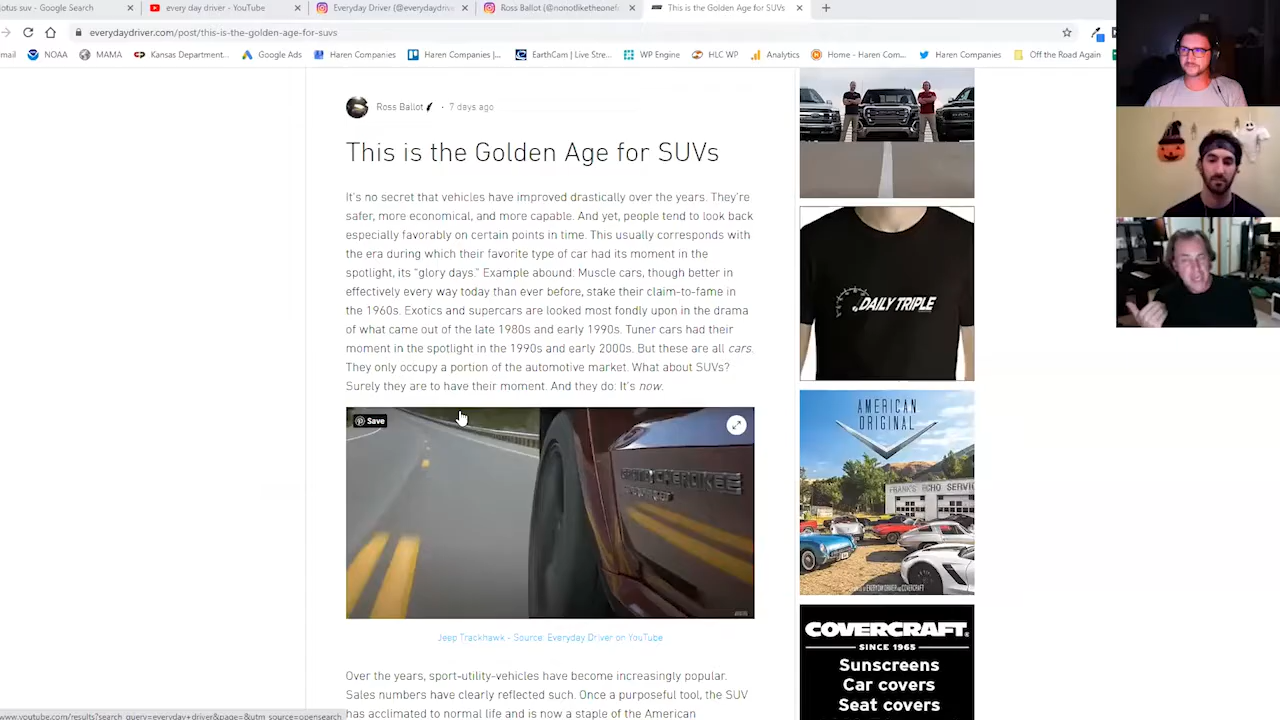 otus suv - Google Search
every day driver - YouTube
Everyday Driver (@everydaydriv
Ross Ballot (@nonotliketheonef
This is the Golden Age for SUVs
everydaydriver.com/post/this-is-the-golden-age-for-suvs
mail
NOAA
MAMA
Kansas Department...
Google Ads
Haren Companies
Haren Companies |...
EarthCam | Live Stre...
WP Engine
HLC WP
Analytics
Home - Haren Com...
Haren Companies
Off the Road Again
Ross Ballot
· 7 days ago
This is the Golden Age for SUVs
It's no secret that vehicles have improved drastically over the years. They're
safer, more economical, and more capable. And yet, people tend to look back
especially favorably on certain points in time. This usually corresponds with
the era during which their favorite type of car had its moment in the
spotlight, its “glory days.” Example abound: Muscle cars, though better in
effectively every way today than ever before, stake their claim-to-fame in
the 1960s. Exotics and supercars are looked most fondly upon in the drama
of what came out of the late 1980s and early 1990s. Tuner cars had their
moment in the spotlight in the 1990s and early 2000s. But these are all cars.
They only occupy a portion of the automotive market. What about SUVs?
Surely they are to have their moment. And they do: It's now.
Save
GRAND CHEROKEE
Jeep Trackhawk - Source: Everyday Driver on YouTube
Over the years, sport-utility-vehicles have become increasingly popular.
Sales numbers have clearly reflected such. Once a purposeful tool, the SUV
has acclimated to normal life and is now a staple of the American
DAILY TRIPLE
AMERICAN
ORIGINAL
FRANK'S ECHO SERVIC
COVERCRAFT
SINCE 1965
Sunscreens
Car covers
Seat covers
www.youtube.com/results?search_query=everyday+driver&page=&utm_source=opensearch